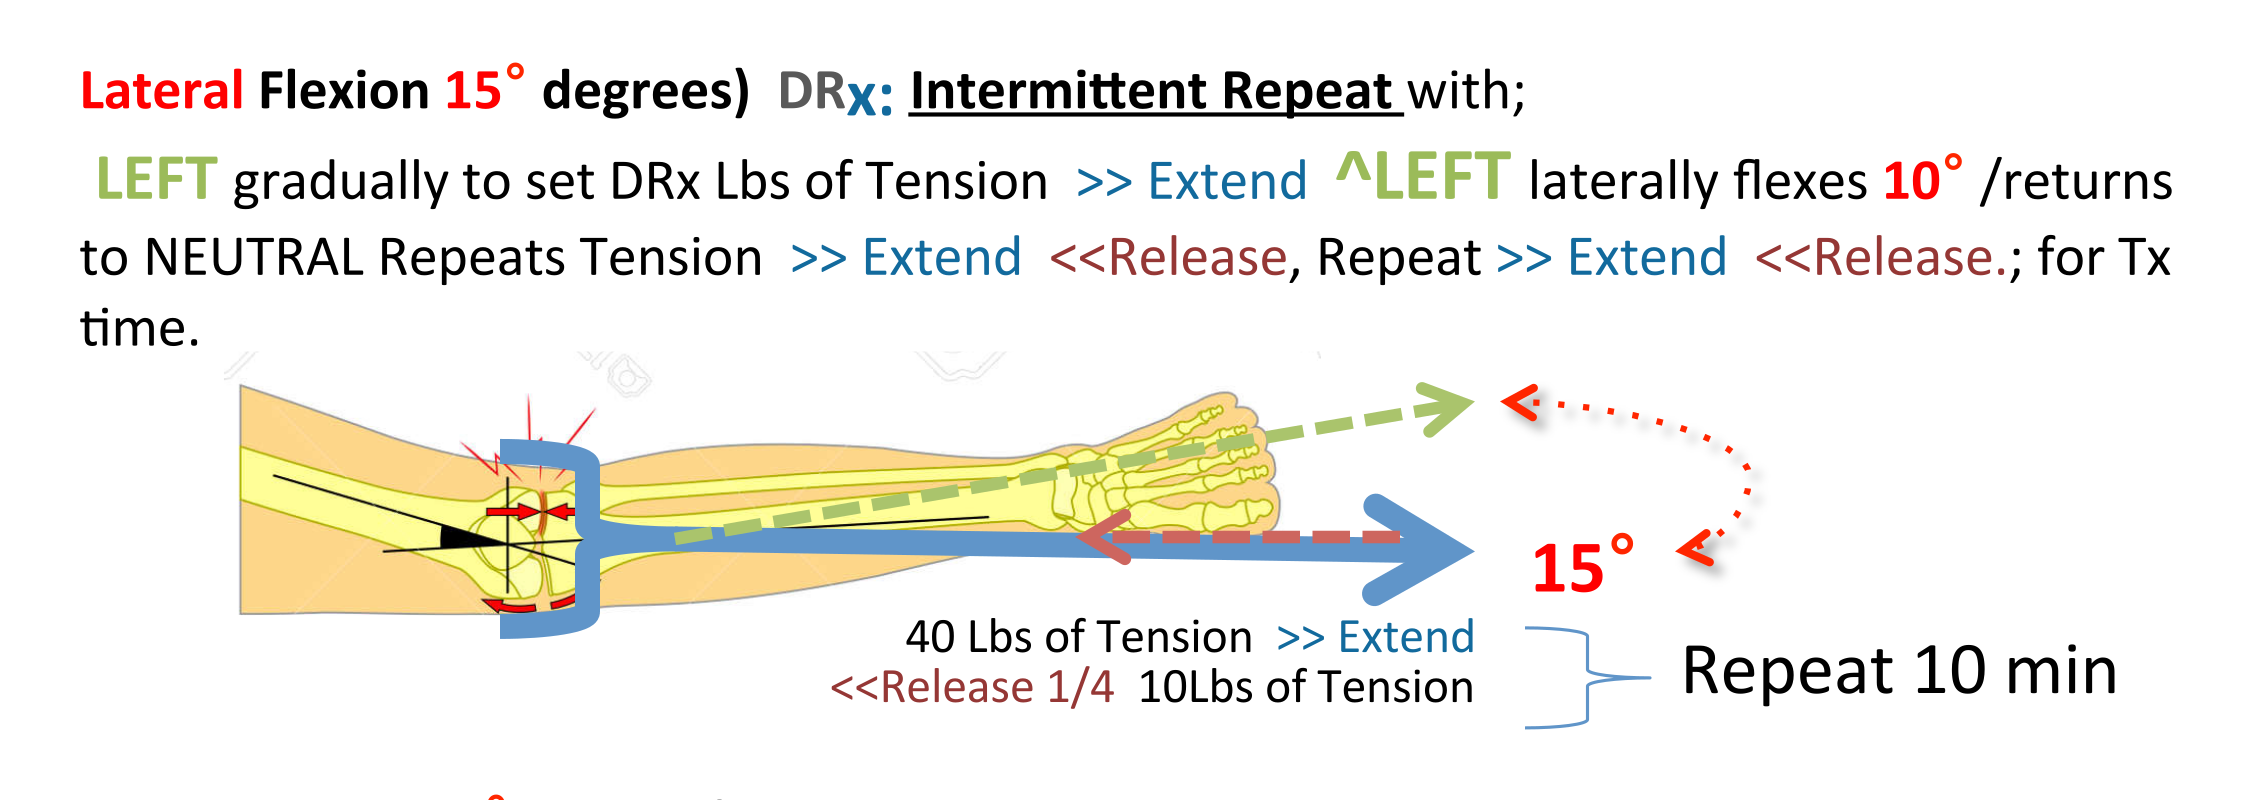 Lateral Flexion 15° degrees) DRx: Intermittent Repeat with;
LEFT gradually to set DRx Lbs of Tension >> Extend ^LEFT laterally flexes 10° /returns
to NEUTRAL Repeats Tension >> Extend <<Release, Repeat >> Extend <<Release.; for Tx
time.
15°
40 Lbs of Tension >> Extend
<<Release 1/4 10Lbs of Tension
Repeat 10 min